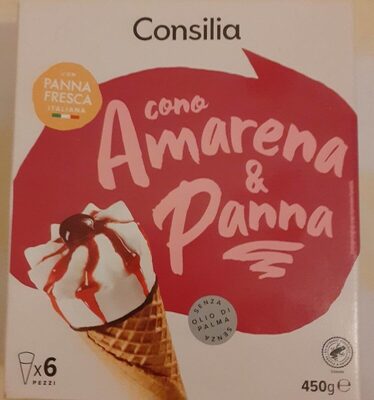 Consilia
CON
PANNA
FRESCA
ITALIANA
cono
Amarena
&
Panna
SENZA
OLIO DI
PALMA
SENZA
x6
PEZZI
450g e